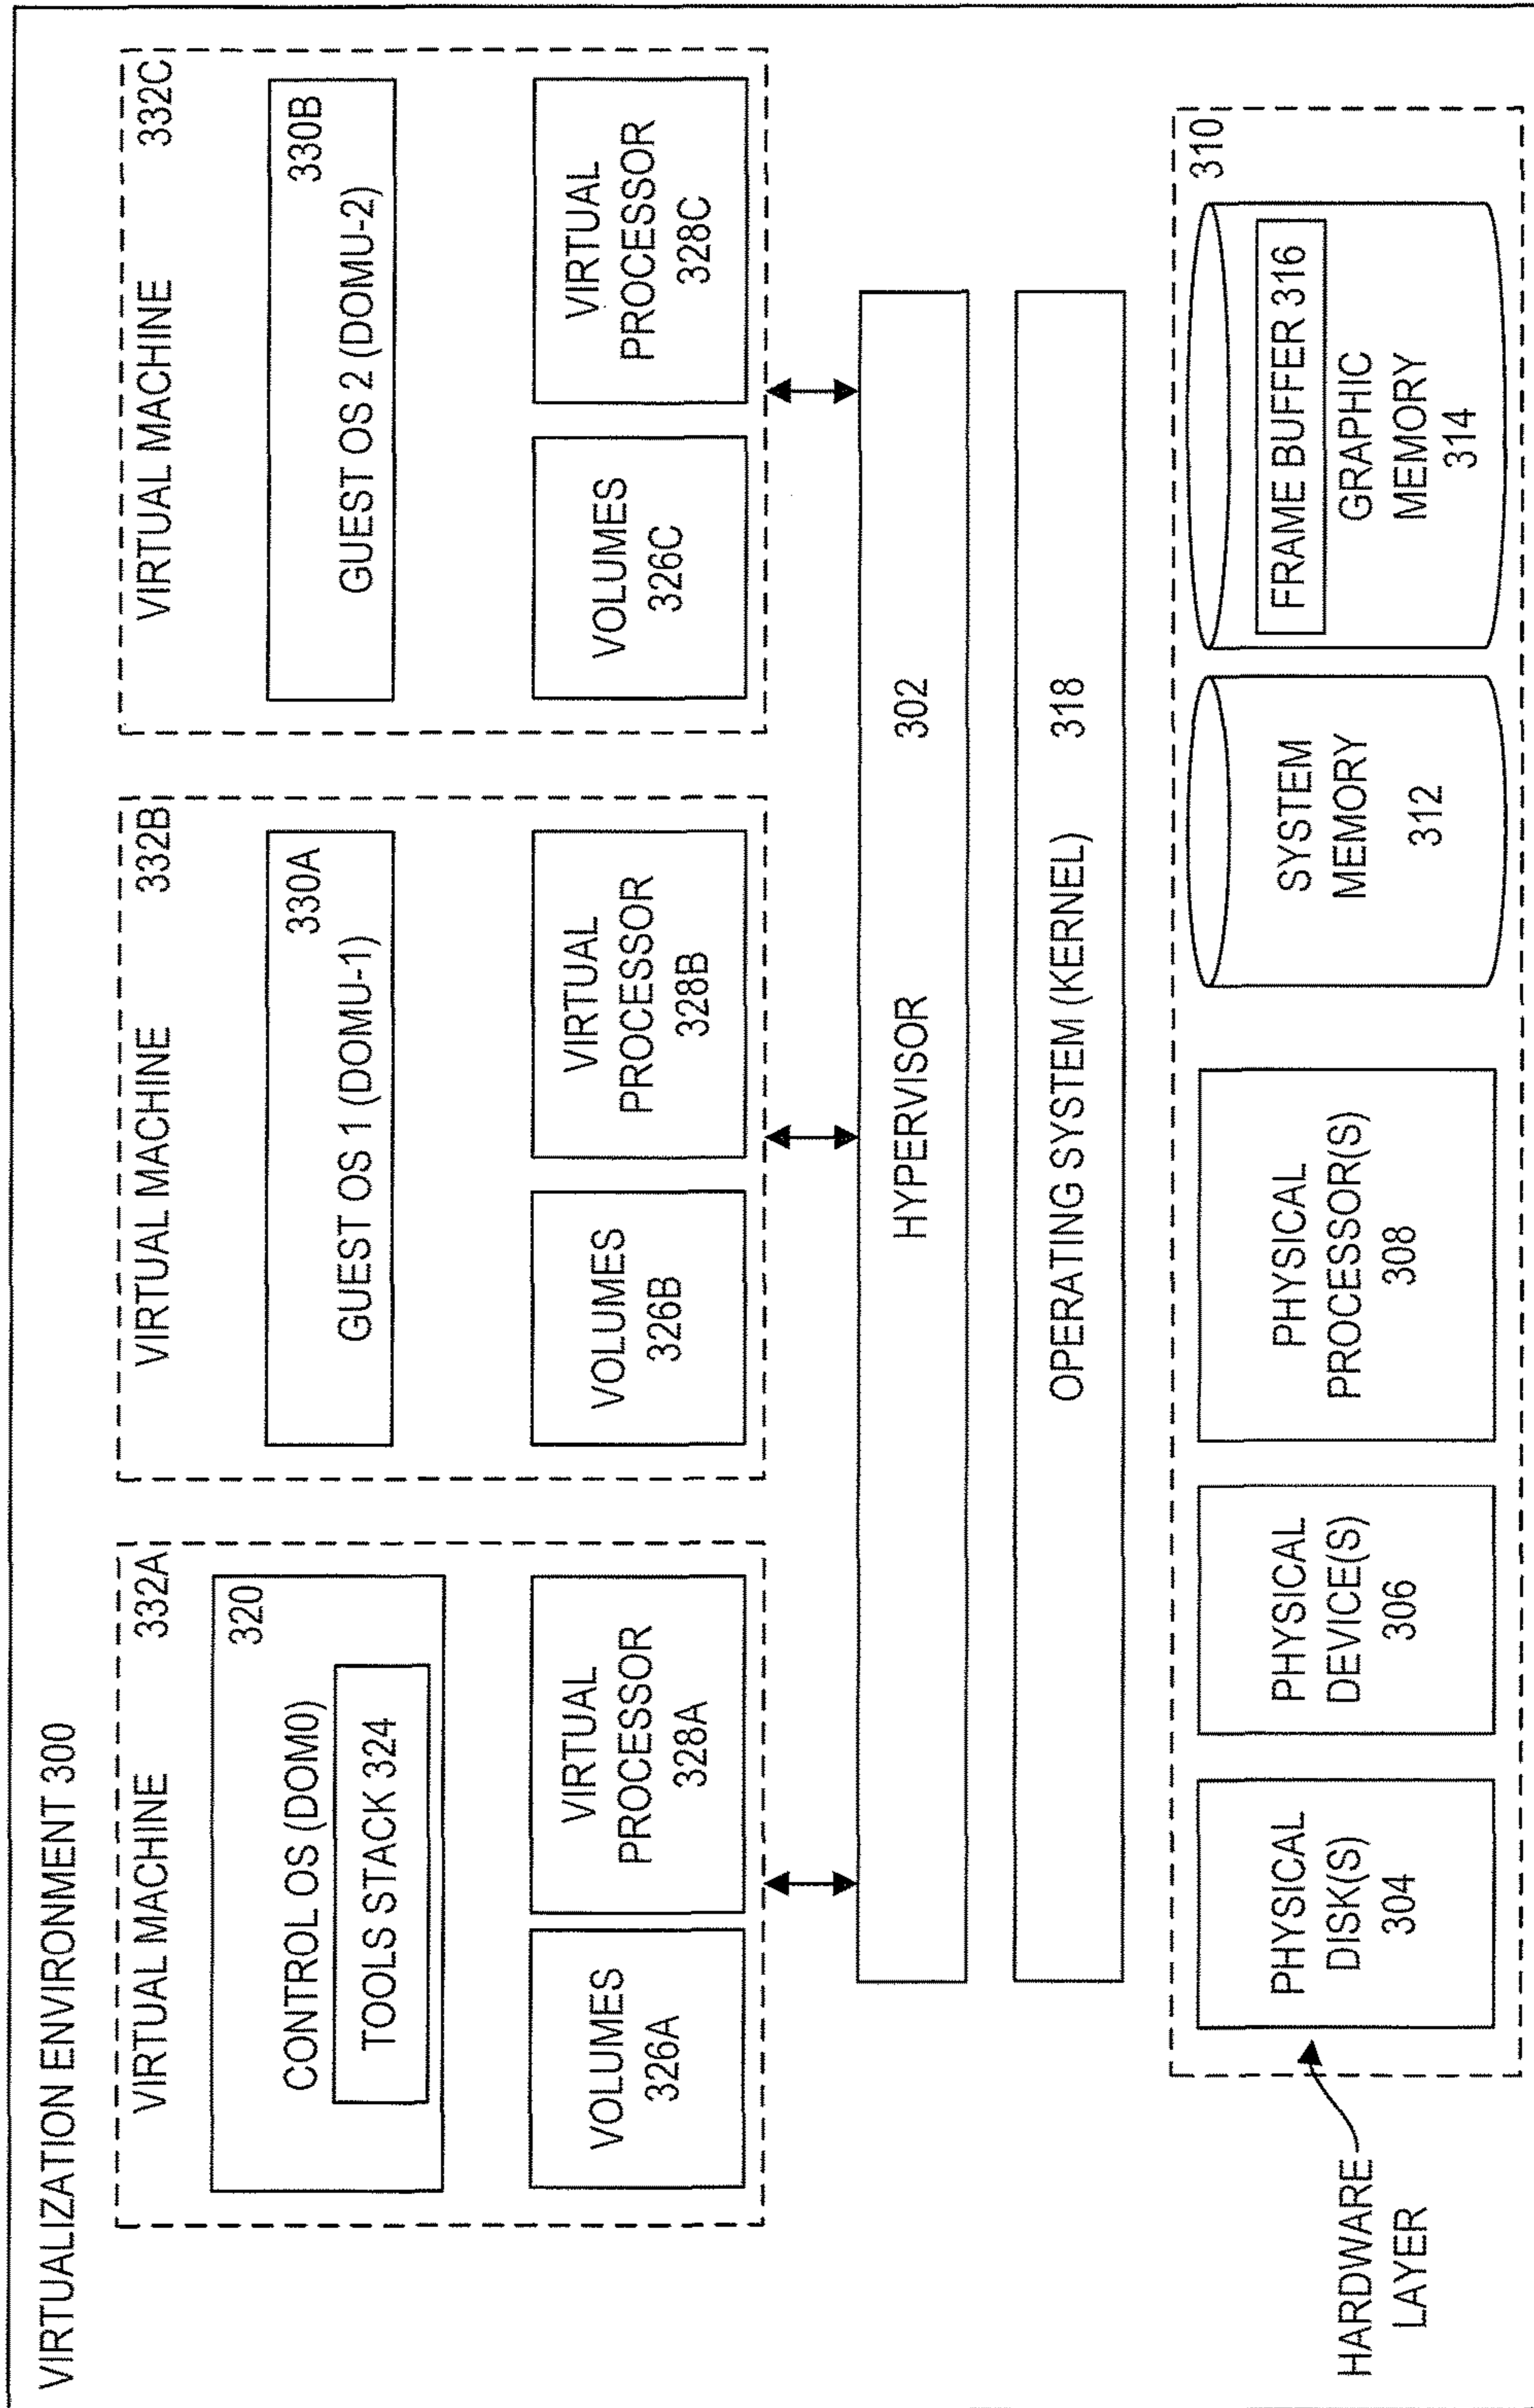 VIRTUALIZATION ENVIRONMENT 300
VIRTUAL MACHINE 332A
320
CONTROL OS (DOM0)
TOOLS STACK 324
VOLUMES
326A
VIRTUAL
PROCESSOR
328A
VIRTUAL MACHINE 332B
330A
GUEST OS 1 (DOMU-1)
VOLUMES
326B
VIRTUAL
PROCESSOR
328B
VIRTUAL MACHINE 332C
330B
GUEST OS 2 (DOMU-2)
VOLUMES
326C
VIRTUAL
PROCESSOR
328C
HYPERVISOR 302
OPERATING SYSTEM (KERNEL) 318
HARDWARE
LAYER
310
PHYSICAL
DISK(S)
304
PHYSICAL
DEVICE(S)
306
PHYSICAL
PROCESSOR(S)
308
SYSTEM
MEMORY
312
FRAME BUFFER 316
GRAPHIC
MEMORY
314